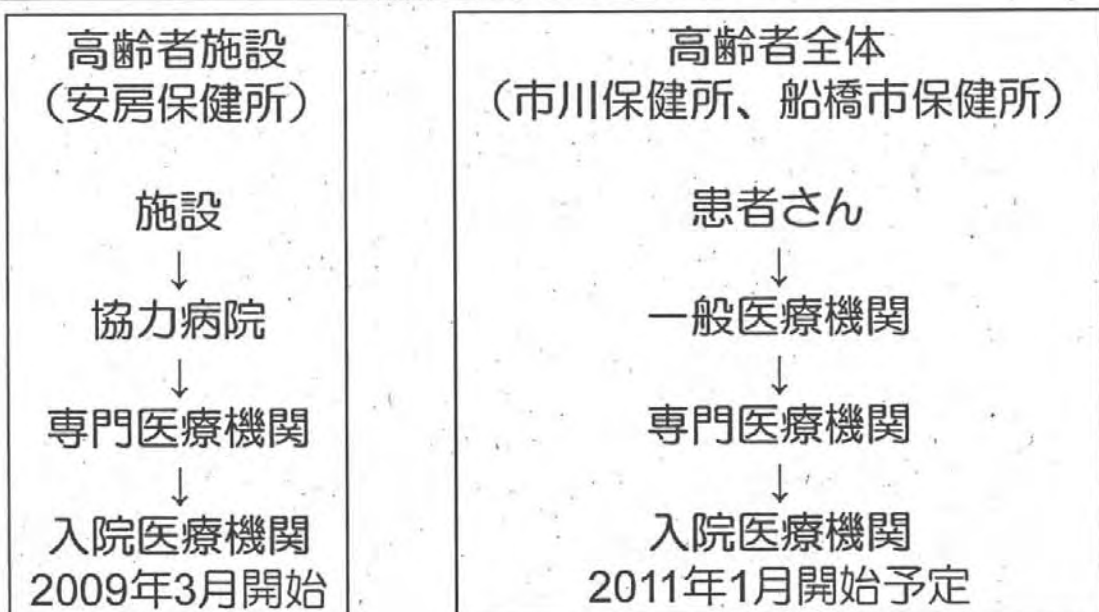 高齢者施設
（安房保健所）
施設
↓
協力病院
↓
専門医療機関
↓
入院医療機関
2009年3月開始
高齢者全体
（市川保健所、船橋市保健所）
患者さん
↓
一般医療機関
↓
専門医療機関
↓
入院医療機関
2011年1月開始予定